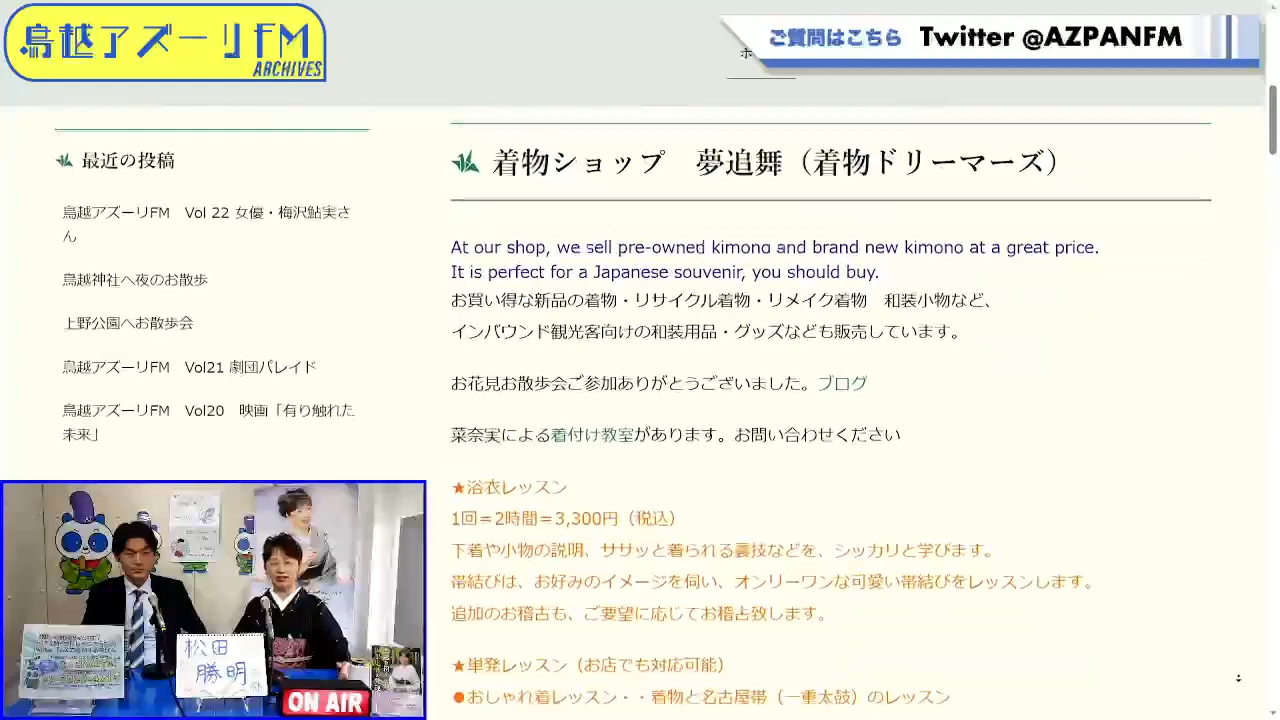 鳥越アズーリFM
ARCHIVES
ご質問はこちら Twitter @AZPANFM
ホ
最近の投稿
鳥越アズーリFM Vol 22 女優・梅沢鮎実さ
ん
鳥越神社へ夜のお散歩
上野公園へお散歩会
鳥越アズーリFM Vol21 劇団パレイド
鳥越アズーリFM Vol20 映画「有り触れた
未来」
着物ショップ 夢追舞（着物ドリーマーズ）
At our shop, we sell pre-owned kimono and brand new kimono at a great price.
It is perfect for a Japanese souvenir, you should buy.
お買い得な新品の着物・リサイクル着物・リメイク着物 和装小物など、
インバウンド観光客向けの和装用品・グッズなども販売しています。
お花見お散歩会ご参加ありがとうございました。ブログ
菜奈実による着付け教室があります。お問い合わせください
★浴衣レッスン
1回＝2時間＝3,300円（税込）
下着や小物の説明、ササッと着られる裏技などを、シッカリと学びます。
帯結びは、お好みのイメージを伺い、オンリーワンな可愛い帯結びをレッスンします。
追加のお稽古も、ご要望に応じてお稽古致します。
★単発レッスン（お店でも対応可能）
●おしゃれ着レッスン・・着物と名古屋帯（一重太鼓）のレッスン
松田
勝明
ON AIR